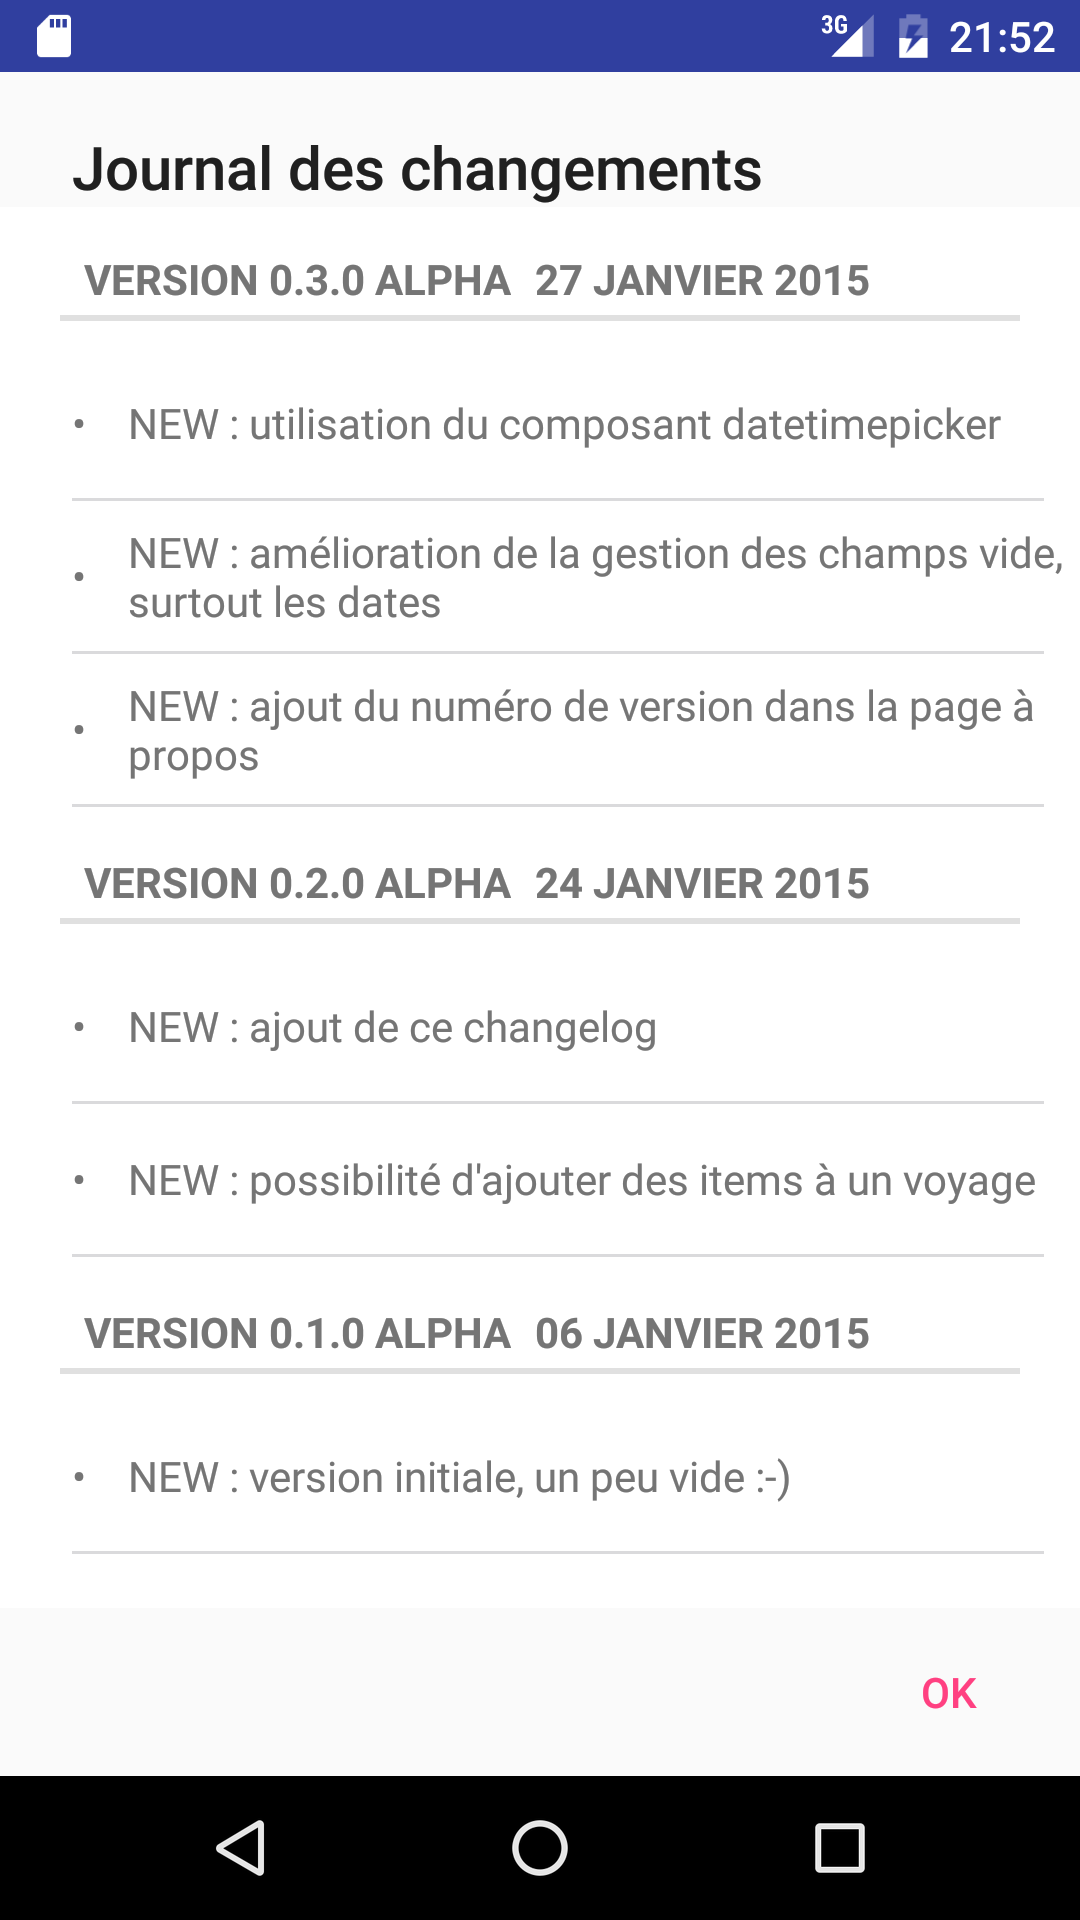 3G 21:52
Journal des changements
VERSION 0.3.0 ALPHA 27 JANVIER 2015
• NEW : utilisation du composant datetimepicker
• NEW : amélioration de la gestion des champs vide,
surtout les dates
• NEW : ajout du numéro de version dans la page à
propos
VERSION 0.2.0 ALPHA 24 JANVIER 2015
• NEW : ajout de ce changelog
• NEW : possibilité d'ajouter des items à un voyage
VERSION 0.1.0 ALPHA 06 JANVIER 2015
• NEW : version initiale, un peu vide :-)
OK